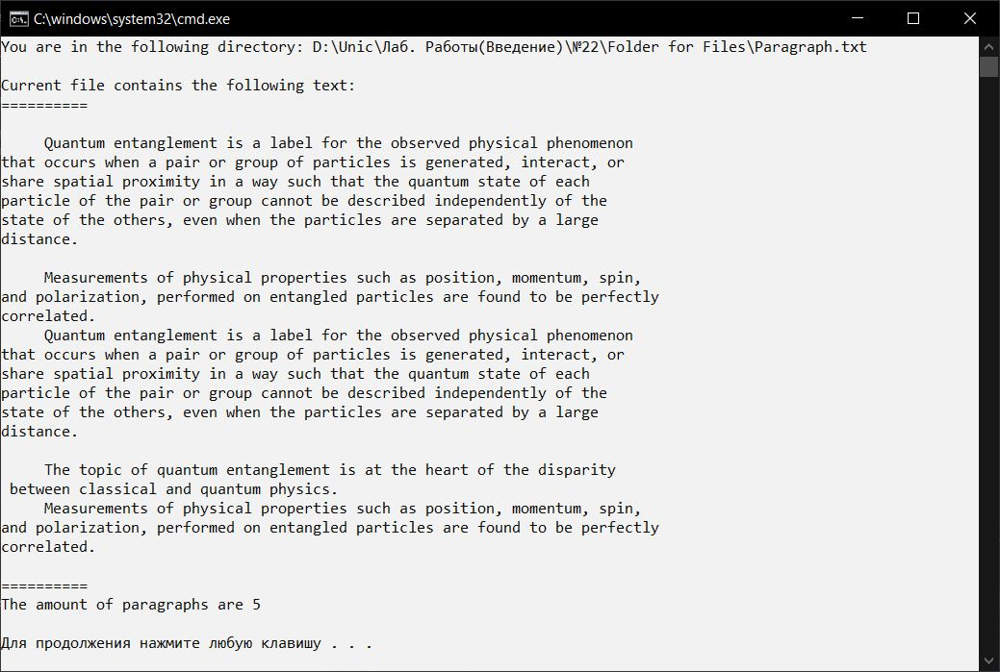 C:\windows\system32\cmd.exe
You are in the following directory: D:\Unic\Лаб. Работы(Введение)\№22\Folder for Files\Paragraph.txt
Current file contains the following text:
==========
Quantum entanglement is a label for the observed physical phenomenon
that occurs when a pair or group of particles is generated, interact, or
share spatial proximity in a way such that the quantum state of each
particle of the pair or group cannot be described independently of the
state of the others, even when the particles are separated by a large
distance.
Measurements of physical properties such as position, momentum, spin,
and polarization, performed on entangled particles are found to be perfectly
correlated.
Quantum entanglement is a label for the observed physical phenomenon
that occurs when a pair or group of particles is generated, interact, or
share spatial proximity in a way such that the quantum state of each
particle of the pair or group cannot be described independently of the
state of the others, even when the particles are separated by a large
distance.
The topic of quantum entanglement is at the heart of the disparity
between classical and quantum physics.
Measurements of physical properties such as position, momentum, spin,
and polarization, performed on entangled particles are found to be perfectly
correlated.
==========
The amount of paragraphs are 5
Для продолжения нажмите любую клавишу . . .